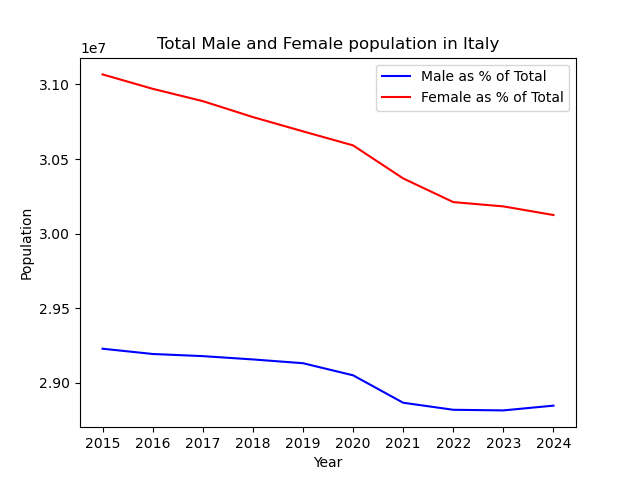 Total Male and Female population in Italy
1e7
Male as % of Total
Female as % of Total
3.10
3.05
3.00
2.95
2.90
Population
2015 2016 2017 2018 2019 2020 2021 2022 2023 2024
Year